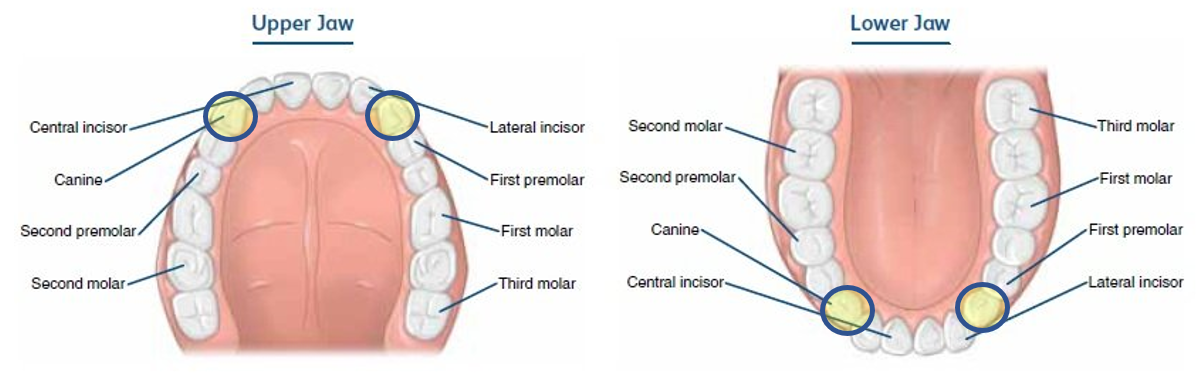 Upper Jaw
Central incisor
Canine
Second premolar
Second molar
Lateral incisor
First premolar
First molar
Third molar
Lower Jaw
Second molar
Second premolar
Canine
Central incisor
Third molar
First molar
First premolar
Lateral incisor